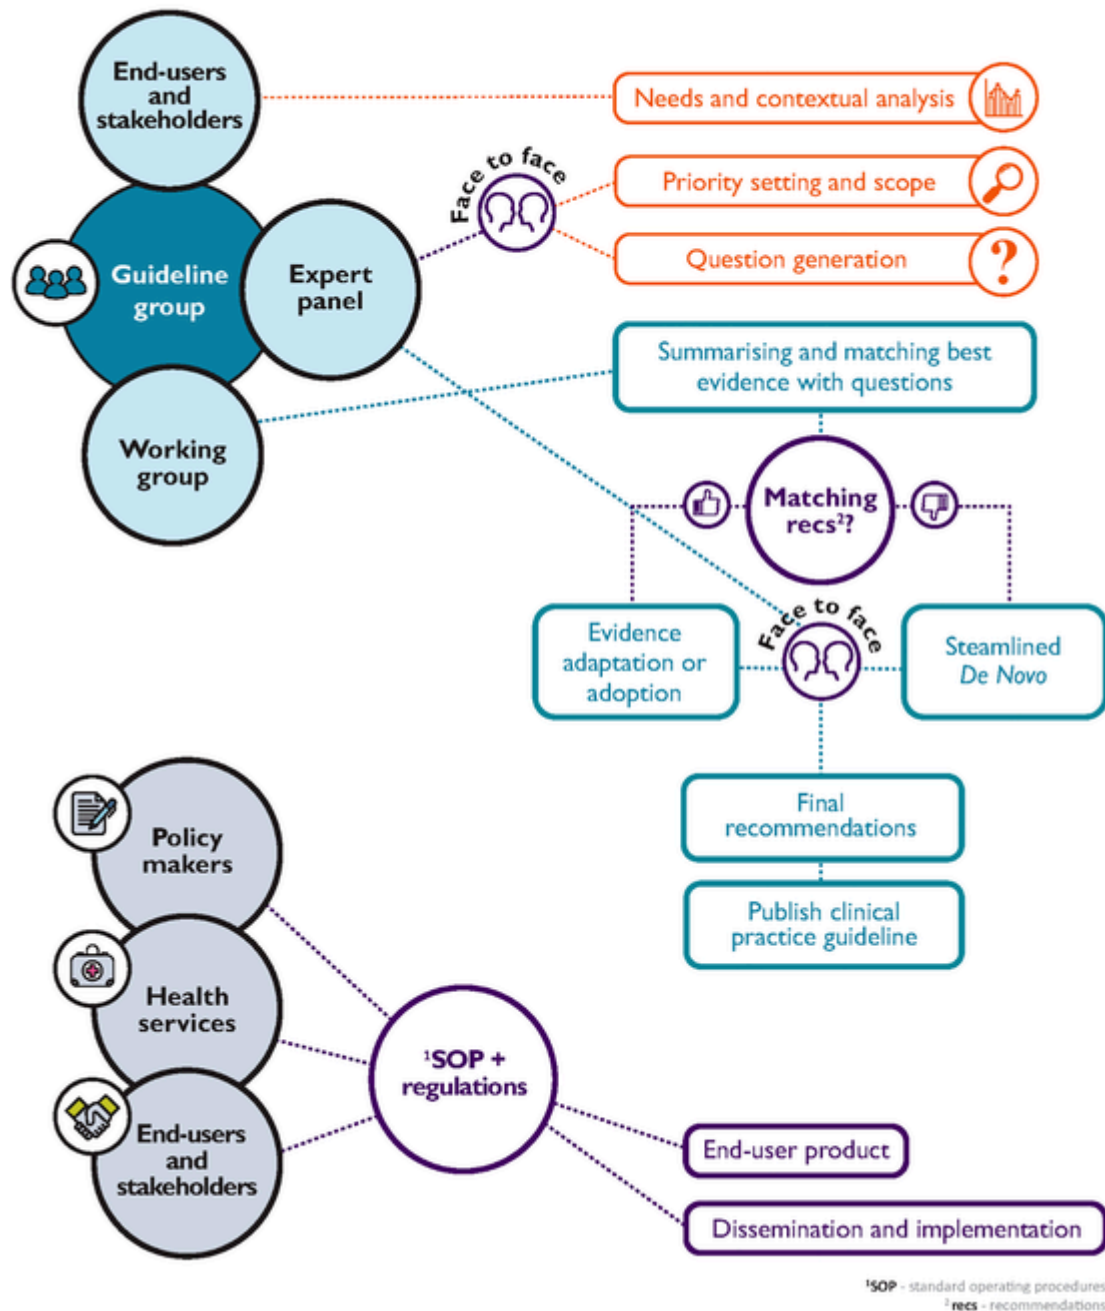 End-users
and
stakeholders
Needs and contextual analysis
Face to face
Priority setting and scope
Guideline
group
Expert
panel
Question generation
?
Summarising and matching best
evidence with questions
Working
group
Matching
recs²?
Face to face
Evidence
adaptation or
adoption
Steamlined
De Novo
Final
recommendations
Publish clinical
practice guideline
Policy
makers
Health
services
End-users
and
stakeholders
¹SOP +
regulations
End-user product
Dissemination and implementation
¹SOP - standard operating procedures
² recs - recommendations